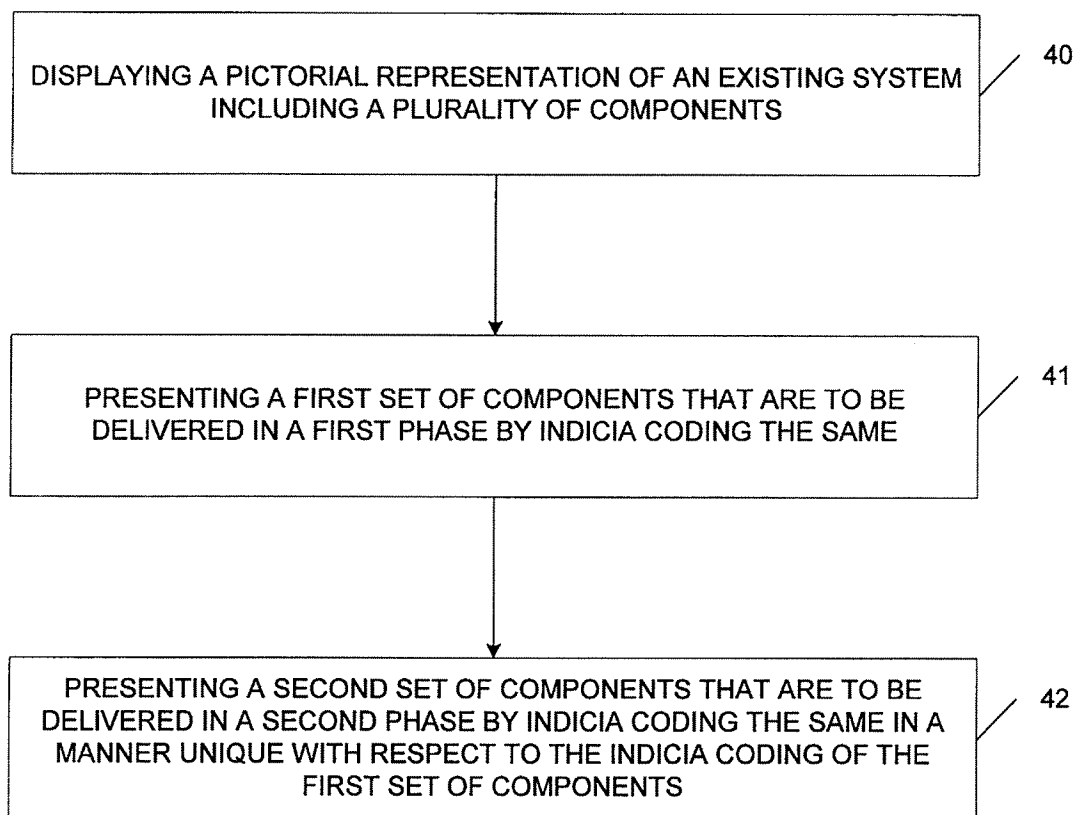 DISPLAYING A PICTORIAL REPRESENTATION OF AN EXISTING SYSTEM
INCLUDING A PLURALITY OF COMPONENTS
40
PRESENTING A FIRST SET OF COMPONENTS THAT ARE TO BE
DELIVERED IN A FIRST PHASE BY INDICIA CODING THE SAME
41
PRESENTING A SECOND SET OF COMPONENTS THAT ARE TO BE
DELIVERED IN A SECOND PHASE BY INDICIA CODING THE SAME IN A
MANNER UNIQUE WITH RESPECT TO THE INDICIA CODING OF THE
FIRST SET OF COMPONENTS
42